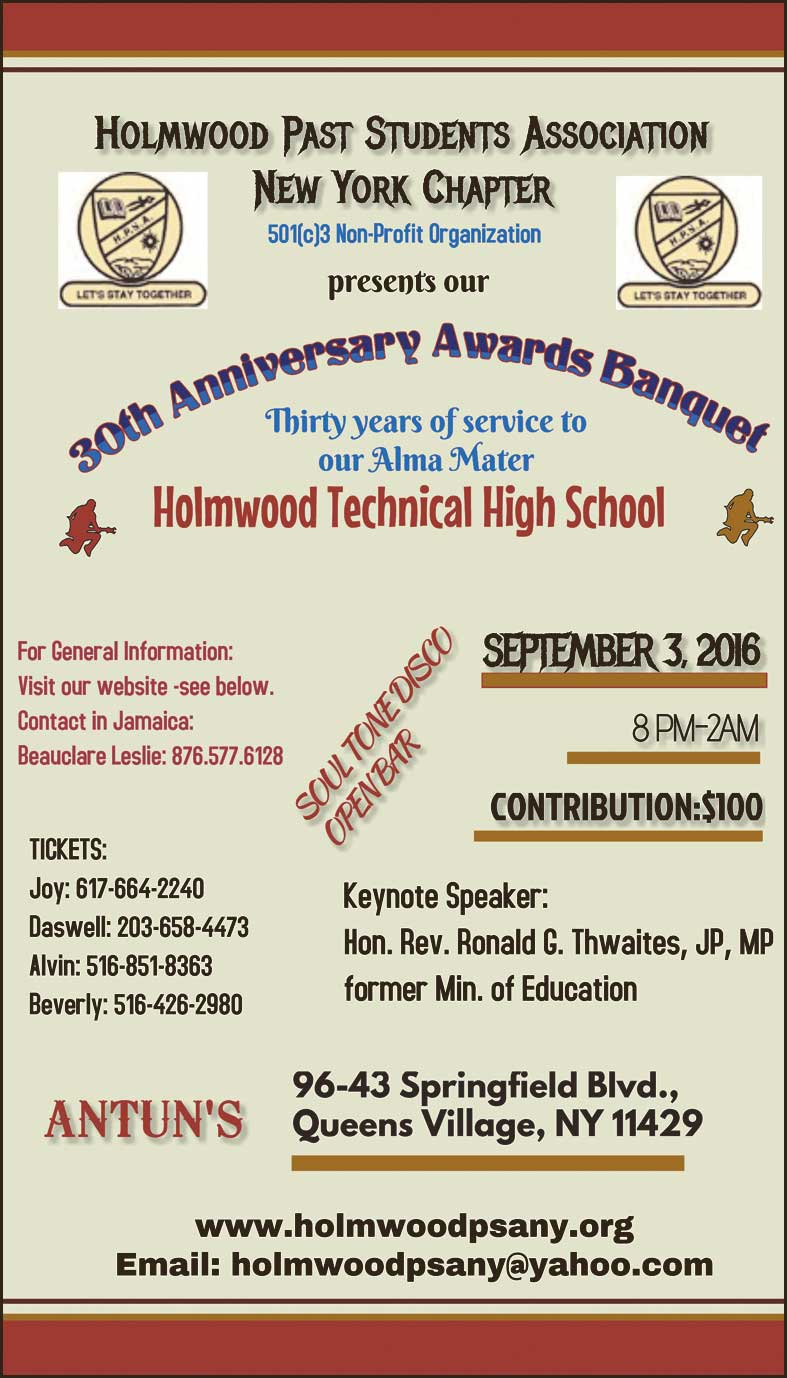 Holmwood Past Students Association
New York Chapter
501(c)3 Non-Profit Organization
presents our
H.P.S.A.
LET'S STAY TOGETHER
H.P.S.A.
LET'S STAY TOGETHER
30th Anniversary Awards Banquet
Thirty years of service to
our Alma Mater
Holmwood Technical High School
For General Information:
Visit our website -see below.
Contact in Jamaica:
Beauclare Leslie: 876.577.6128
SOUL TONE DISCO
OPEN BAR
SEPTEMBER 3, 2016
8 PM-2AM
CONTRIBUTION:$100
TICKETS:
Joy: 617-664-2240
Daswell: 203-658-4473
Alvin: 516-851-8363
Beverly: 516-426-2980
Keynote Speaker:
Hon. Rev. Ronald G. Thwaites, JP, MP
former Min. of Education
ANTUN'S
96-43 Springfield Blvd.,
Queens Village, NY 11429
www.holmwoodpsany.org
Email: holmwoodpsany@yahoo.com